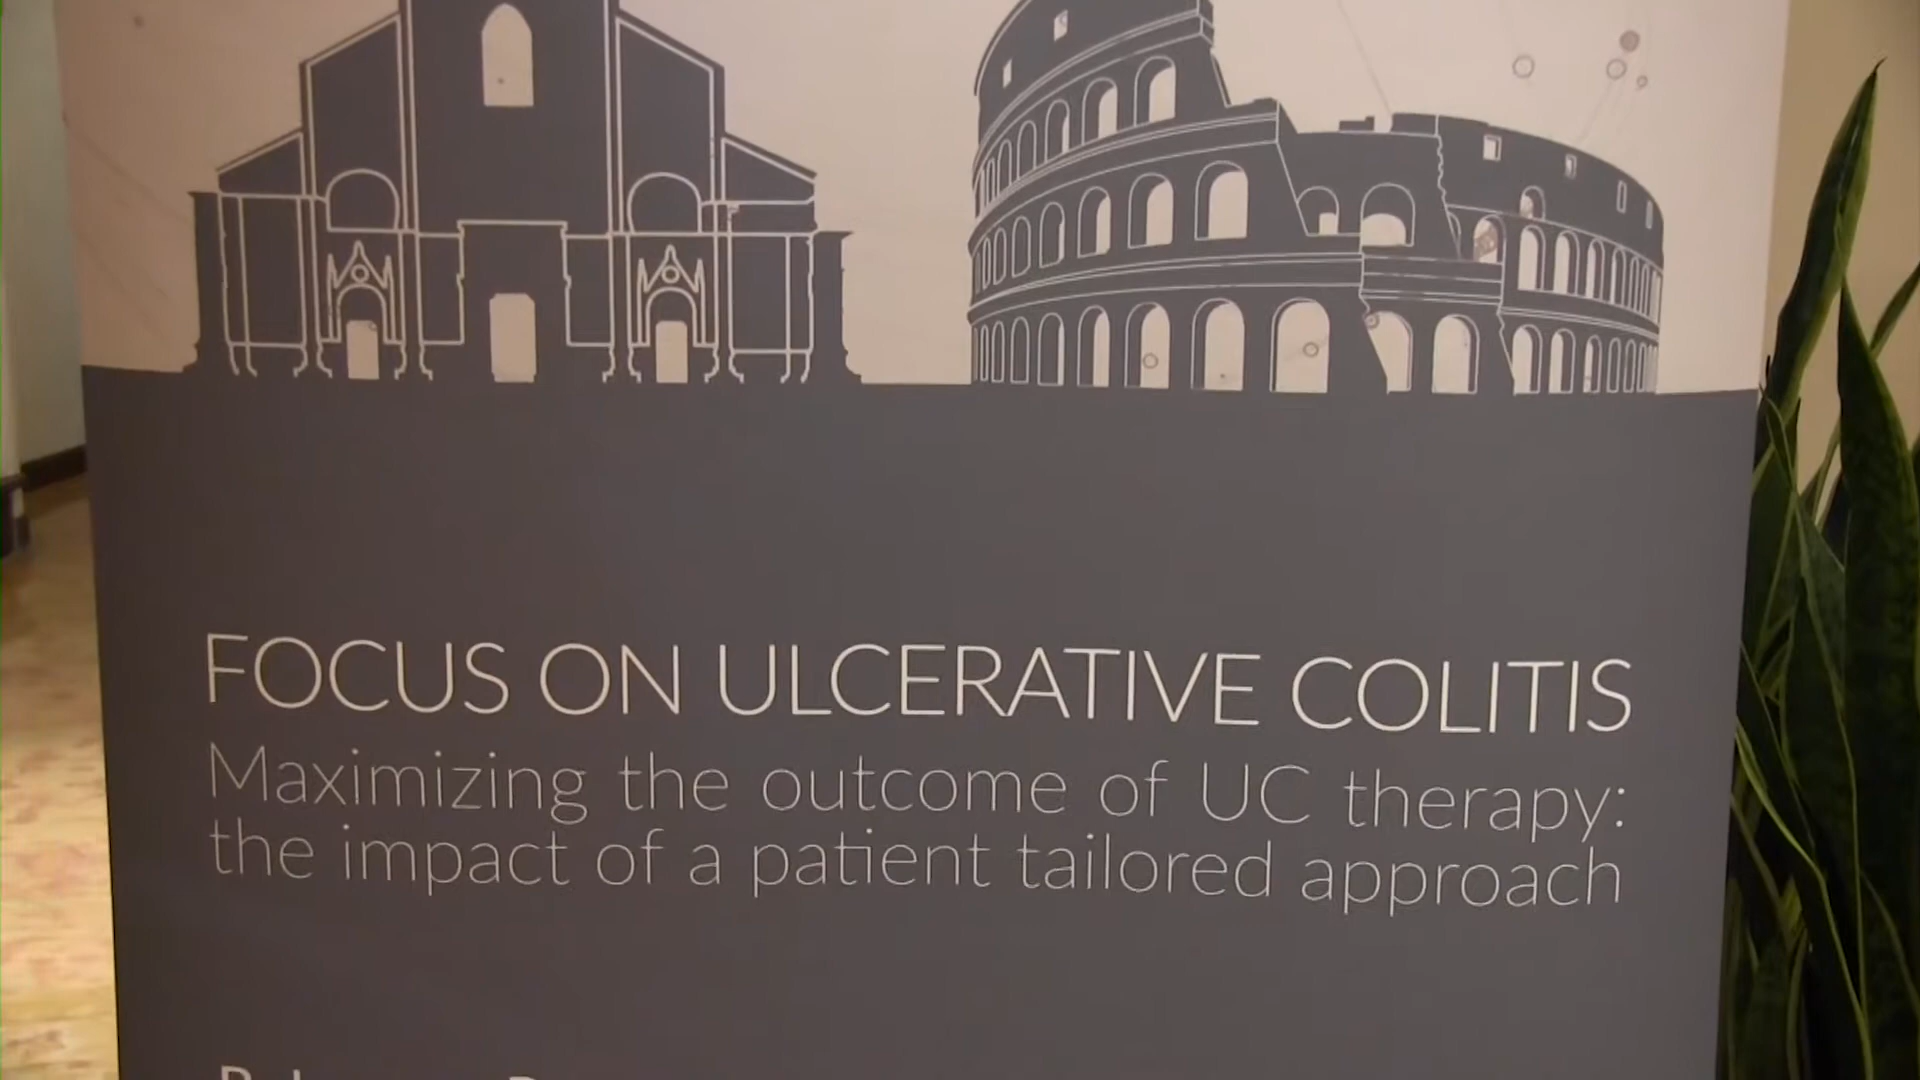 FOCUS ON ULCERATIVE COLITIS
Maximizing the outcome of UC therapy:
the impact of a patient tailored approach